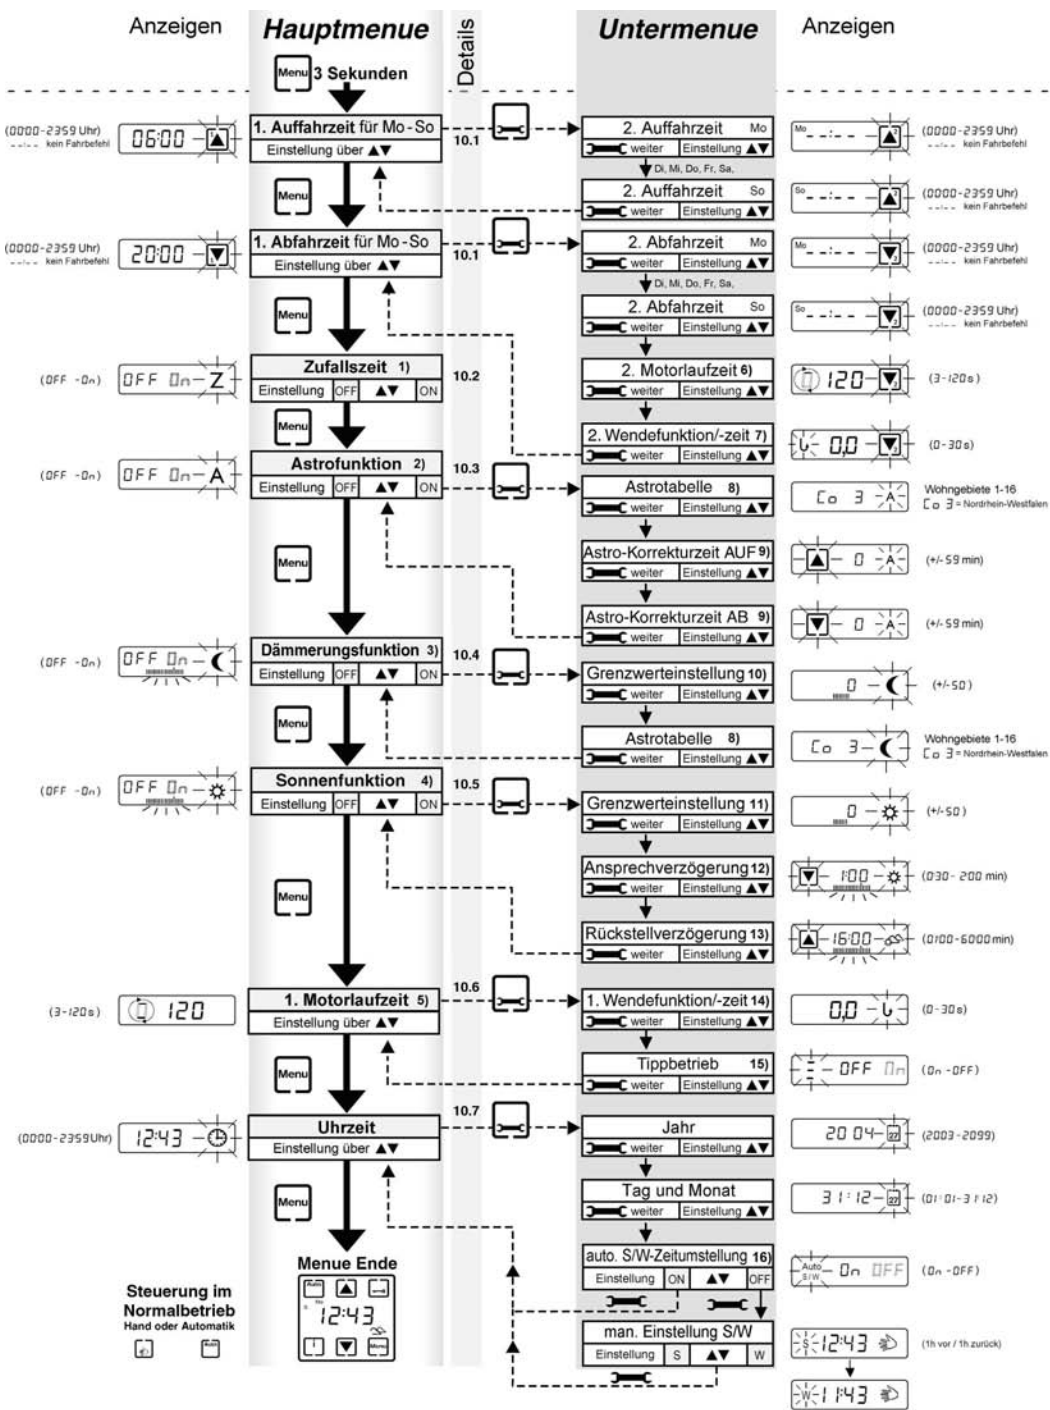 Anzeigen Hauptmenue Details Untermenue Anzeigen
Menu 3 Sekunden
(0000-2359 Uhr)
--:-- kein Fahrbefehl
06:00
1. Auffahrzeit für Mo-So
Einstellung über ▲▼
10.1
2. Auffahrzeit Mo
weiter Einstellung ▲▼
Mo --:--
(0000-2359 Uhr)
--:-- kein Fahrbefehl
Di, Mi, Do, Fr, Sa,
Menu
2. Auffahrzeit So
weiter Einstellung ▲▼
So --:--
(0000-2359 Uhr)
--:-- kein Fahrbefehl
(0000-2359 Uhr)
--:-- kein Fahrbefehl
20:00
1. Abfahrzeit für Mo-So
Einstellung über ▲▼
10.1
2. Abfahrzeit Mo
weiter Einstellung ▲▼
Mo --:--
(0000-2359 Uhr)
--:-- kein Fahrbefehl
Di, Mi, Do, Fr, Sa,
Menu
2. Abfahrzeit So
weiter Einstellung ▲▼
So --:--
(0000-2359 Uhr)
--:-- kein Fahrbefehl
(OFF -On)
OFF On Z
Zufallszeit 1)
Einstellung OFF ▲▼ ON
10.2
2. Motorlaufzeit 6)
weiter Einstellung ▲▼
120
(3-120s)
Menu
2. Wendefunktion/-zeit 7)
weiter Einstellung ▲▼
0,0
(0-30s)
(OFF -On)
OFF On A
Astrofunktion 2)
Einstellung OFF ▲▼ ON
10.3
Astrotabelle 8)
weiter Einstellung ▲▼
Co 3 A
Wohngebiete 1-16
Co 3 = Nordrhein-Westfalen
Menu
Astro-Korrekturzeit AUF 9)
weiter Einstellung ▲▼
0 A
(+/- 59 min)
Astro-Korrekturzeit AB 9)
weiter Einstellung ▲▼
0 A
(+/- 59 min)
(OFF -On)
OFF On
Dämmerungsfunktion 3)
Einstellung OFF ▲▼ ON
10.4
Grenzwerteinstellung 10)
weiter Einstellung ▲▼
0
(+/-50)
Menu
Astrotabelle 8)
weiter Einstellung ▲▼
Co 3
Wohngebiete 1-16
Co 3 = Nordrhein-Westfalen
(OFF -On)
OFF On
Sonnenfunktion 4)
Einstellung OFF ▲▼ ON
10.5
Grenzwerteinstellung 11)
weiter Einstellung ▲▼
0
(+/-50)
Menu
Ansprechverzögerung 12)
weiter Einstellung ▲▼
1:00
(0:30- 200 min)
Rückstellverzögerung 13)
weiter Einstellung ▲▼
16:00
(0100-6000 min)
(3-120s)
120
1. Motorlaufzeit 5)
Einstellung über ▲▼
10.6
1. Wendefunktion/-zeit 14)
weiter Einstellung ▲▼
0,0
(0-30s)
Menu
Tippbetrieb 15)
weiter Einstellung ▲▼
OFF On
(On -OFF)
(0000-2359Uhr)
12:43
Uhrzeit
Einstellung über ▲▼
10.7
Jahr
weiter Einstellung ▲▼
20 04 27
(2003-2099)
Menu
Tag und Monat
weiter Einstellung ▲▼
31:12 27
(01:01-31:12)
Menue Ende
auto. S/W-Zeitumstellung 16)
Einstellung ON ▲▼ OFF
Auto S/W On OFF
(On -OFF)
Steuerung im
Normalbetrieb
Hand oder Automatik
Auto
Auto
12:43
Menu
man. Einstellung S/W
Einstellung S ▲▼ W
S 12:43
(1h vor / 1h zurück)
W 11:43